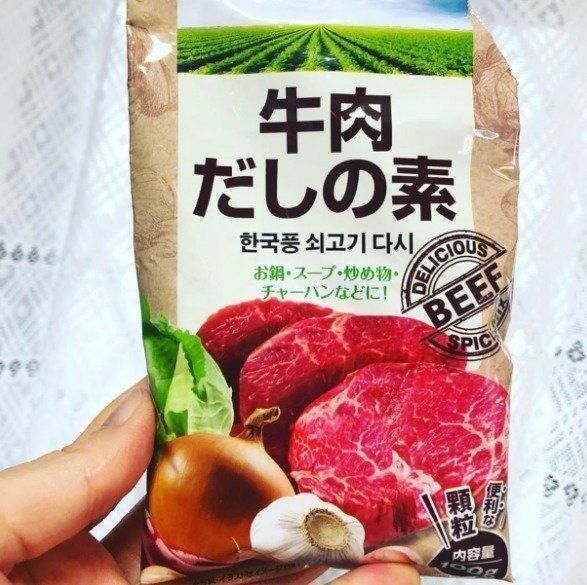 牛肉
だしの素
한국풍 쇠고기 다시
お鍋・スープ・炒め物・
チャーハンなどに!
DELICIOUS
BEEF
SPIC
便利な
顆粒
内容量
100g